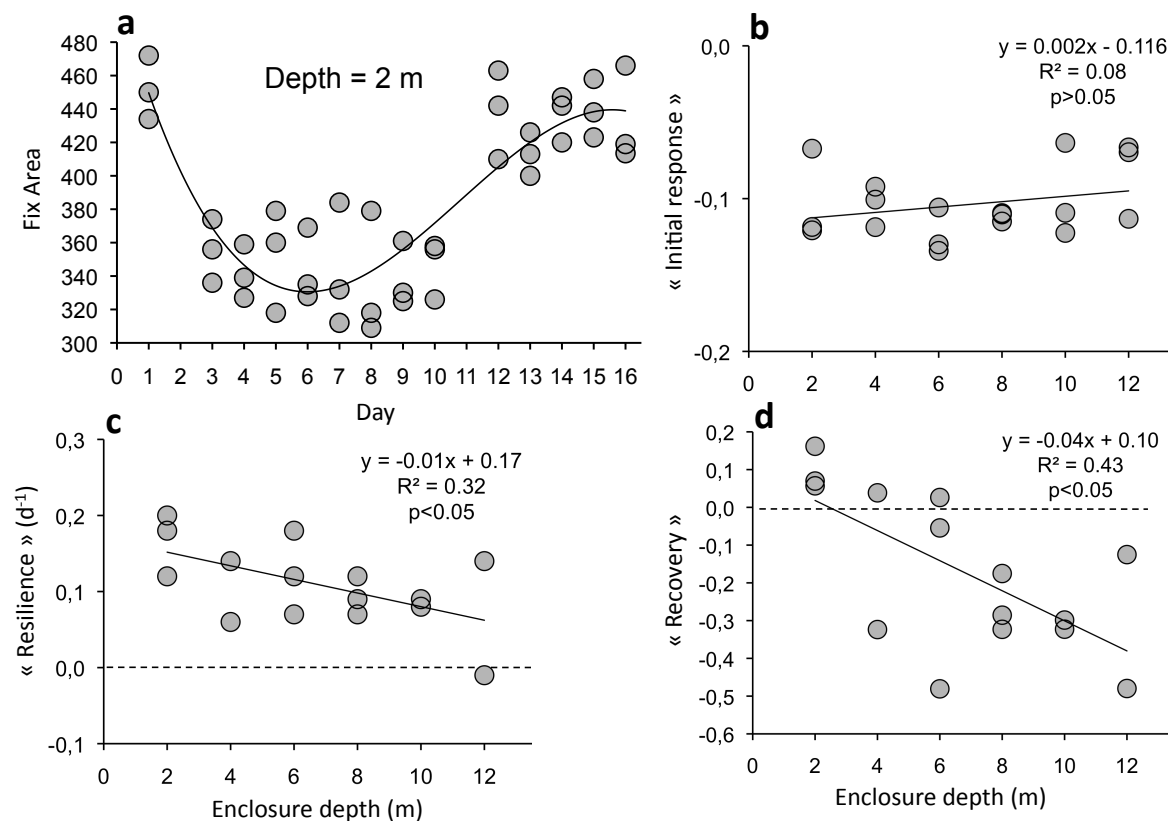 a
480
460
440
420
400
380
360
340
320
300
Fix Area
Depth = 2 m
0 1 2 3 4 5 6 7 8 9 10 11 12 13 14 15 16
Day
b
0,0
-0,1
-0,2
« Initial response »
y = 0.002x - 0.116
R² = 0.08
p>0.05
0 2 4 6 8 10 12
c
0,3
0,2
0,1
0,0
-0,1
« Resilience » (d⁻¹)
y = -0.01x + 0.17
R² = 0.32
p<0.05
0 2 4 6 8 10 12
Enclosure depth (m)
d
0,2
0,1
0,0
-0,1
-0,2
-0,3
-0,4
-0,5
-0,6
« Recovery »
y = -0.04x + 0.10
R² = 0.43
p<0.05
0 2 4 6 8 10 12
Enclosure depth (m)